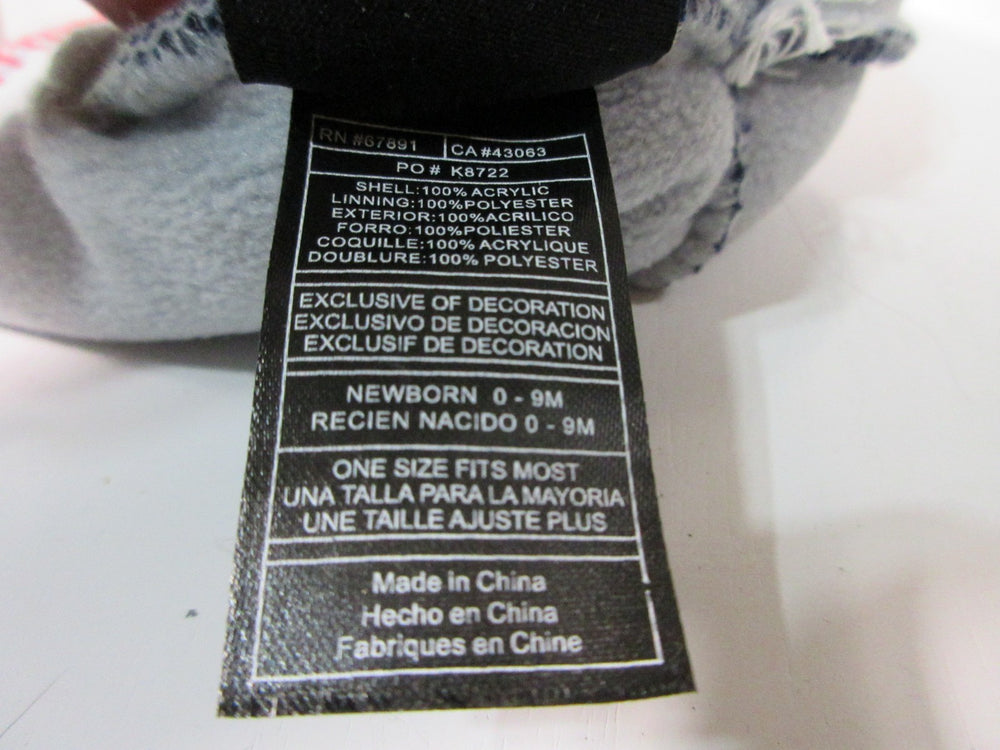 RN #67891 CA #43063
PO # K8722
SHELL:100% ACRYLIC
LINNING:100%POLYESTER
EXTERIOR:100%ACRILICO
FORRO:100%POLIESTER
COQUILLE:100% ACRYLIQUE
DOUBLURE:100% POLYESTER
EXCLUSIVE OF DECORATION
EXCLUSIVO DE DECORACION
EXCLUSIF DE DECORATION
NEWBORN 0 - 9M
RECIEN NACIDO 0 - 9M
ONE SIZE FITS MOST
UNA TALLA PARA LA MAYORIA
UNE TAILLE AJUSTE PLUS
Made in China
Hecho en China
Fabriques en Chine